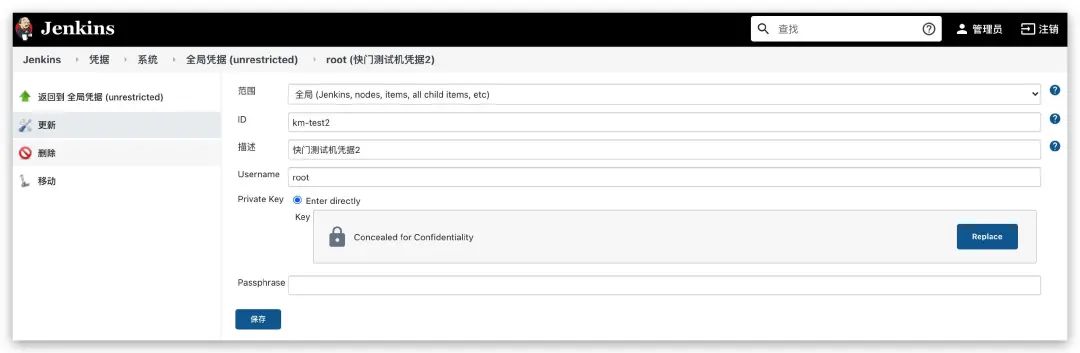 Jenkins
查找
管理员
注销
Jenkins 凭据 系统 全局凭据 (unrestricted) root (快门测试机凭据2)
返回到 全局凭据 (unrestricted)
更新
删除
移动
范围
全局 (Jenkins, nodes, items, all child items, etc)
ID
km-test2
描述
快门测试机凭据2
Username
root
Private Key
Enter directly
Key
Concealed for Confidentiality
Replace
Passphrase
保存